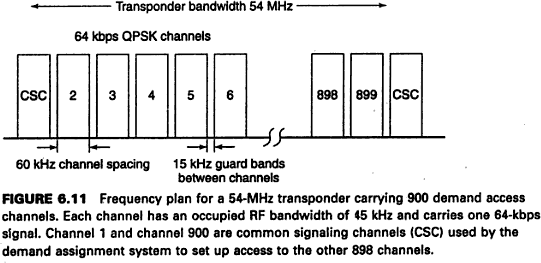 Transponder bandwidth 54 MHz
64 kbps QPSK channels
CSC 2 3 4 5 6 898 899 CSC
60 kHz channel spacing
15 kHz guard bands
between channels
FIGURE 6.11 Frequency plan for a 54-MHz transponder carrying 900 demand access
channels. Each channel has an occupied RF bandwidth of 45 kHz and carries one 64-kbps
signal. Channel 1 and channel 900 are common signaling channels (CSC) used by the
demand assignment system to set up access to the other 898 channels.